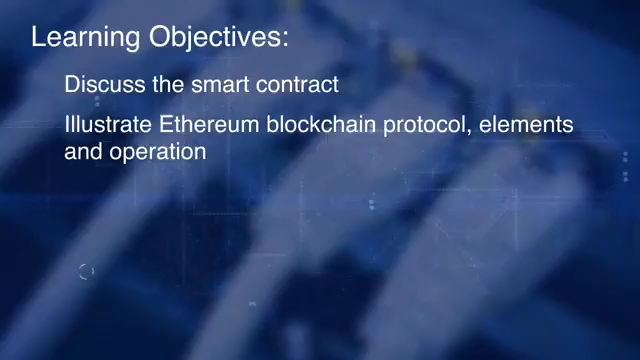 Learning Objectives:
Discuss the smart contract
Illustrate Ethereum blockchain protocol, elements
and operation